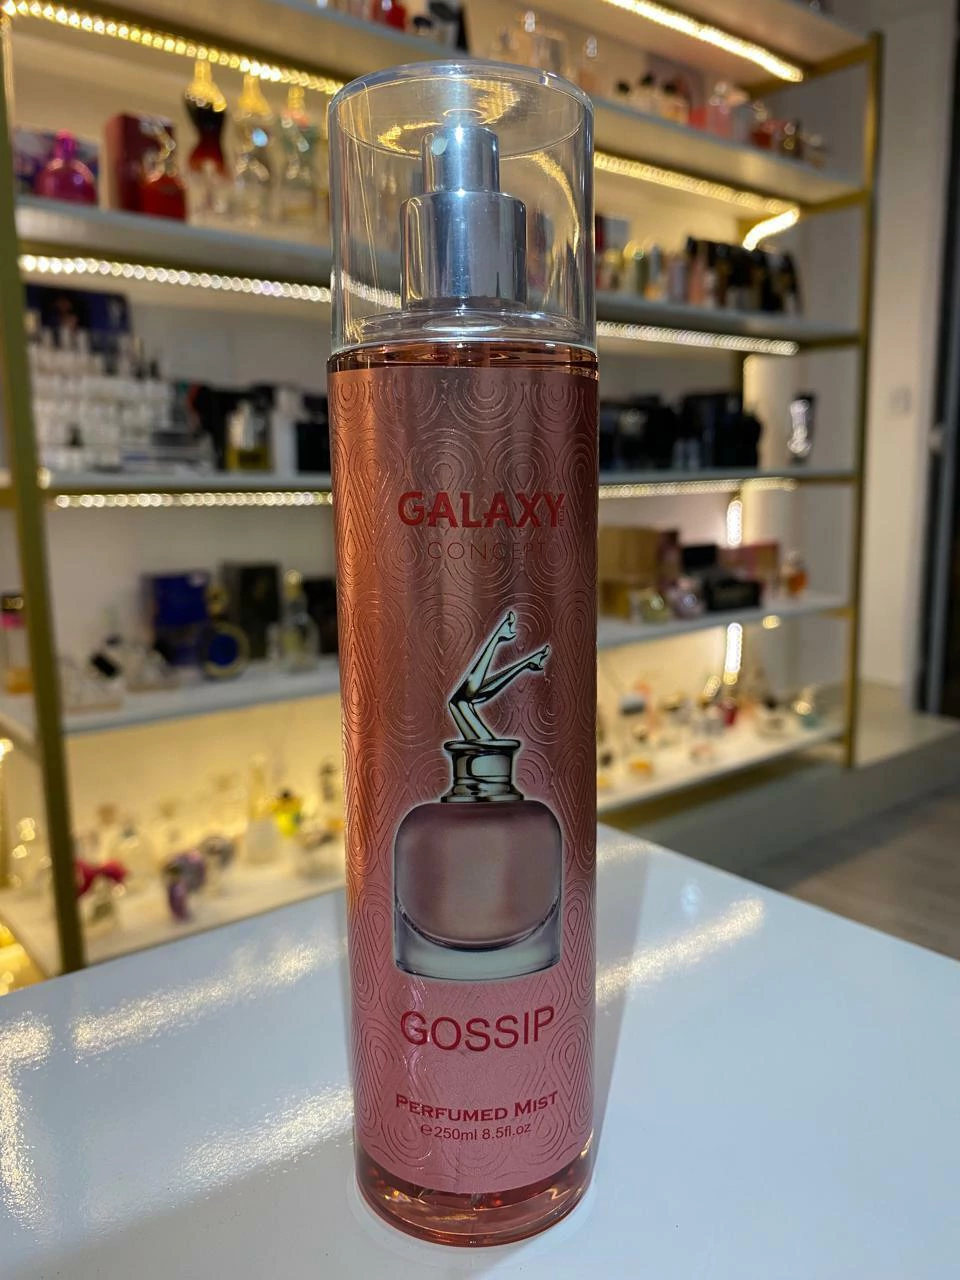 GALAXY
CONCEPT
GOSSIP
PERFUMED MIST
℮250ml 8.5fl.oz